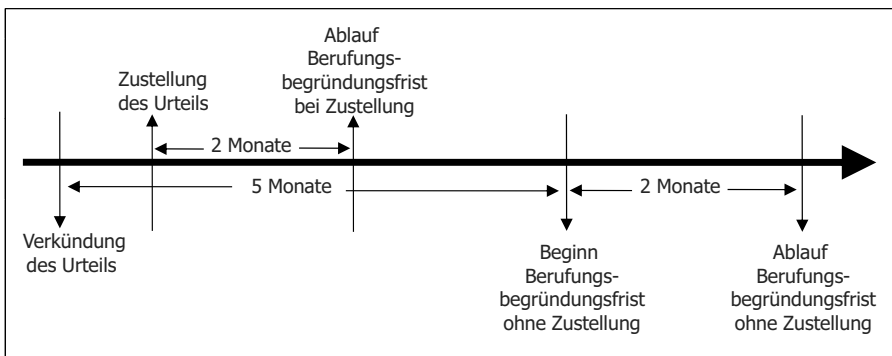 Ablauf
Berufungs-
begründungsfrist
bei Zustellung
Zustellung
des Urteils
2 Monate
5 Monate
2 Monate
Verkündung
des Urteils
Beginn
Berufungs-
begründungsfrist
ohne Zustellung
Ablauf
Berufungs-
begründungsfrist
ohne Zustellung